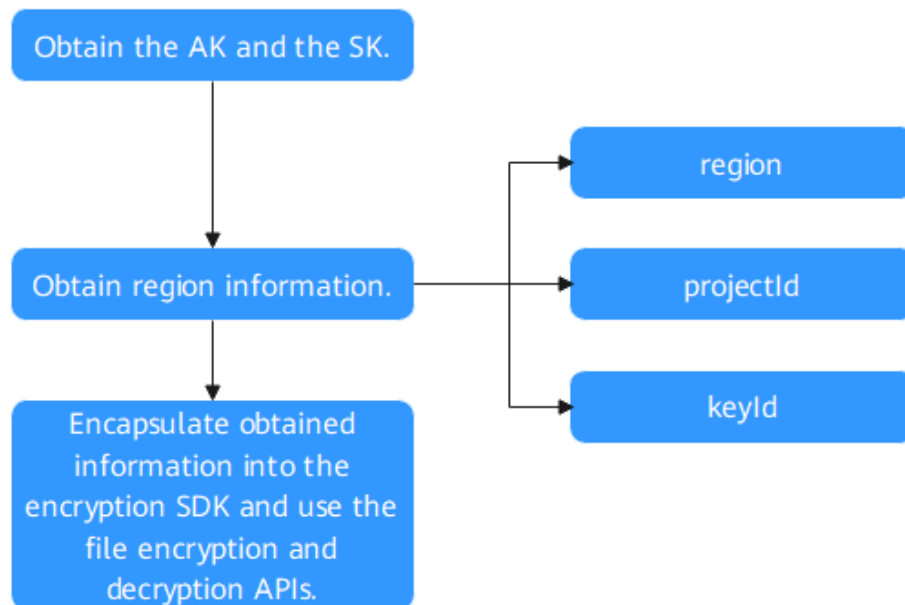 Obtain the AK and the SK.
region
Obtain region information.
projectId
keyId
Encapsulate obtained
information into the
encryption SDK and use the
file encryption and
decryption APIs.